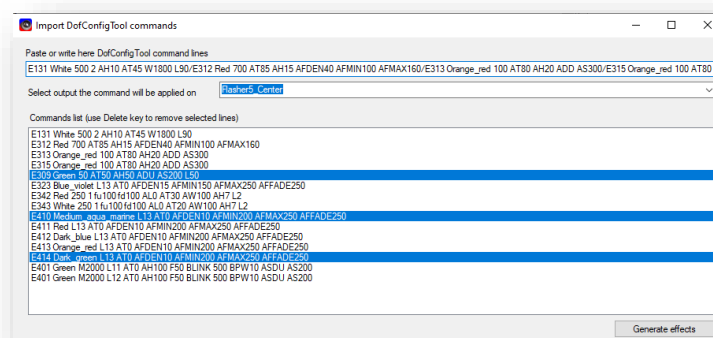 Import DofConfigTool commands
Paste or write here DofConfigTool command lines
E131 White 500 2 AH10 AT45 W1800 L90/E312 Red 700 AT85 AH15 AFDEN40 AFMIN100 AFMAX160/E313 Orange_red 100 AT80 AH20 ADD AS300/E315 Orange_red 100 AT80
Select output the command will be applied on
Flasher5_Center
Commands list (use Delete key to remove selected lines)
E131 White 500 2 AH10 AT45 W1800 L90
E312 Red 700 AT85 AH15 AFDEN40 AFMIN100 AFMAX160
E313 Orange_red 100 AT80 AH20 ADD AS300
E315 Orange_red 100 AT80 AH20 ADD AS300
E309 Green 50 AT50 AH50 ADU AS200 L50
E323 Blue_violet L13 AT0 AFDEN15 AFMIN150 AFMAX250 AFFADE250
E342 Red 250 1 fu100fd100 AL0 AT30 AW100 AH7 L2
E343 White 250 1 fu100fd100 AL0 AT20 AW100 AH7 L2
E410 Medium_aqua_marine L13 AT0 AFDEN10 AFMIN200 AFMAX250 AFFADE250
E411 Red L13 AT0 AFDEN10 AFMIN200 AFMAX250 AFFADE250
E412 Dark_blue L13 AT0 AFDEN10 AFMIN200 AFMAX250 AFFADE250
E413 Orange_red L13 AT0 AFDEN10 AFMIN200 AFMAX250 AFFADE250
E414 Dark_green L13 AT0 AFDEN10 AFMIN200 AFMAX250 AFFADE250
E401 Green M2000 L11 AT0 AH100 F50 BLINK 500 BPW10 ASDU AS200
E401 Green M2000 L12 AT0 AH100 F50 BLINK 500 BPW10 ASDU AS200
Generate effects